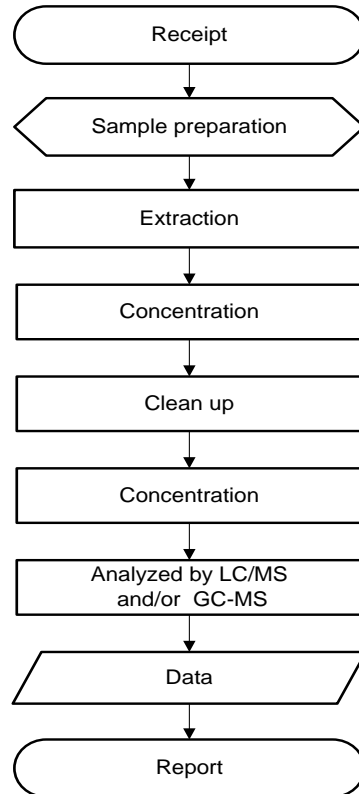 Receipt
Sample preparation
Extraction
Concentration
Clean up
Concentration
Analyzed by LC/MS
and/or GC-MS
Data
Report